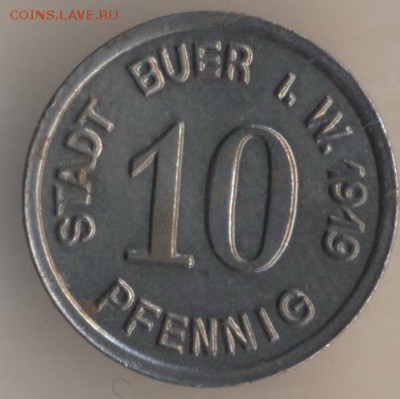 COINS.LAVE.RU
STADT BUER I. W. 1919
10
PFENNIG